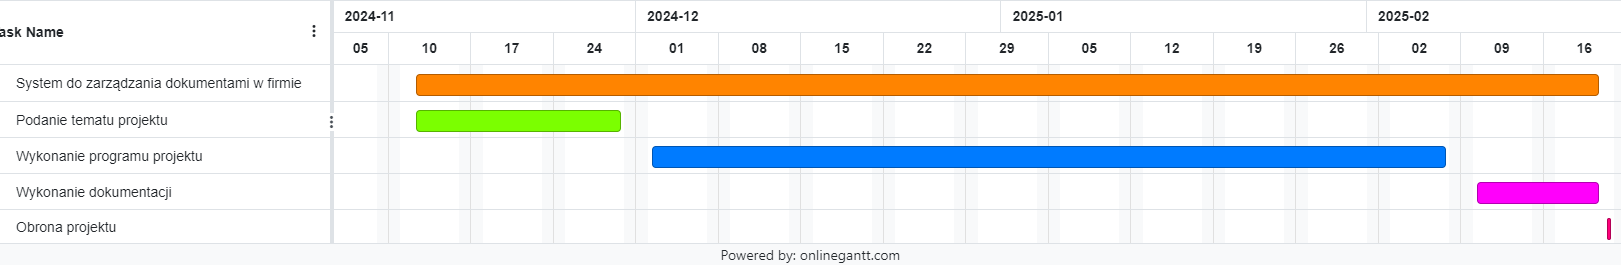 2024-11 2024-12 2025-01 2025-02
ask Name
05 10 17 24 01 08 15 22 29 05 12 19 26 02 09 16
System do zarządzania dokumentami w firmie
Podanie tematu projektu
Wykonanie programu projektu
Wykonanie dokumentacji
Obrona projektu
Powered by: onlinegantt.com